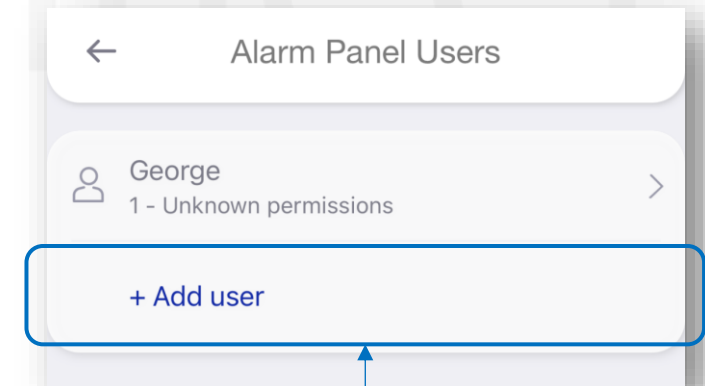 Alarm Panel Users
George
1 - Unknown permissions
+ Add user